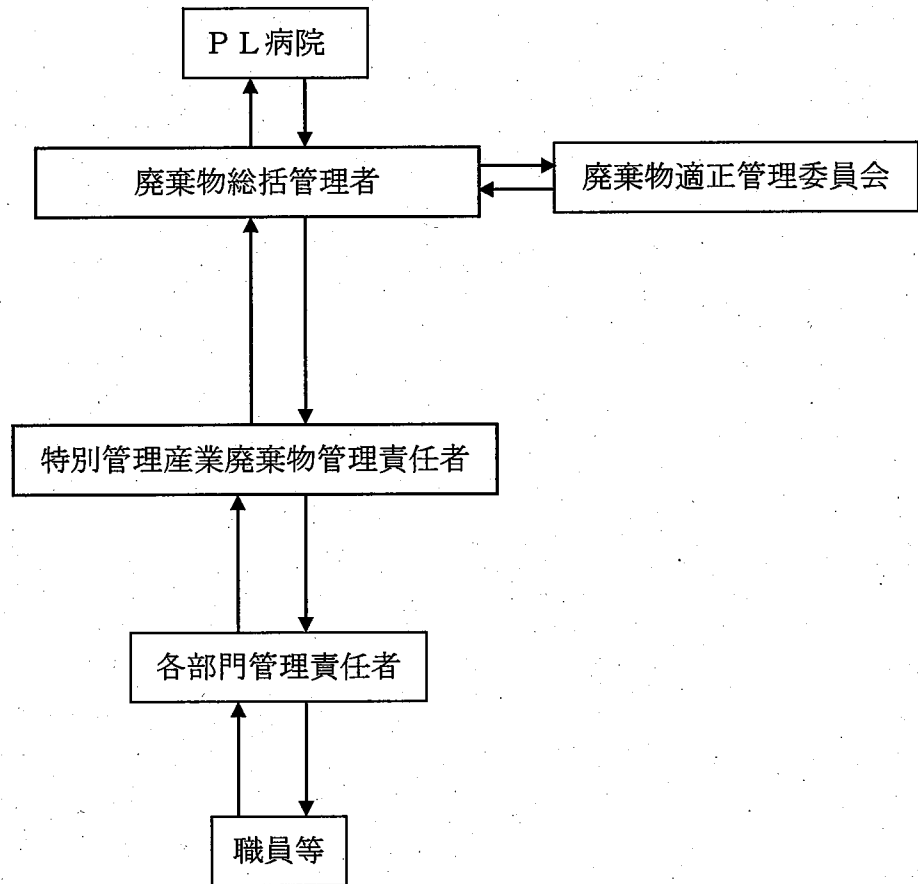 ＰＬ病院
廃棄物総括管理者
廃棄物適正管理委員会
特別管理産業廃棄物管理責任者
各部門管理責任者
職員等